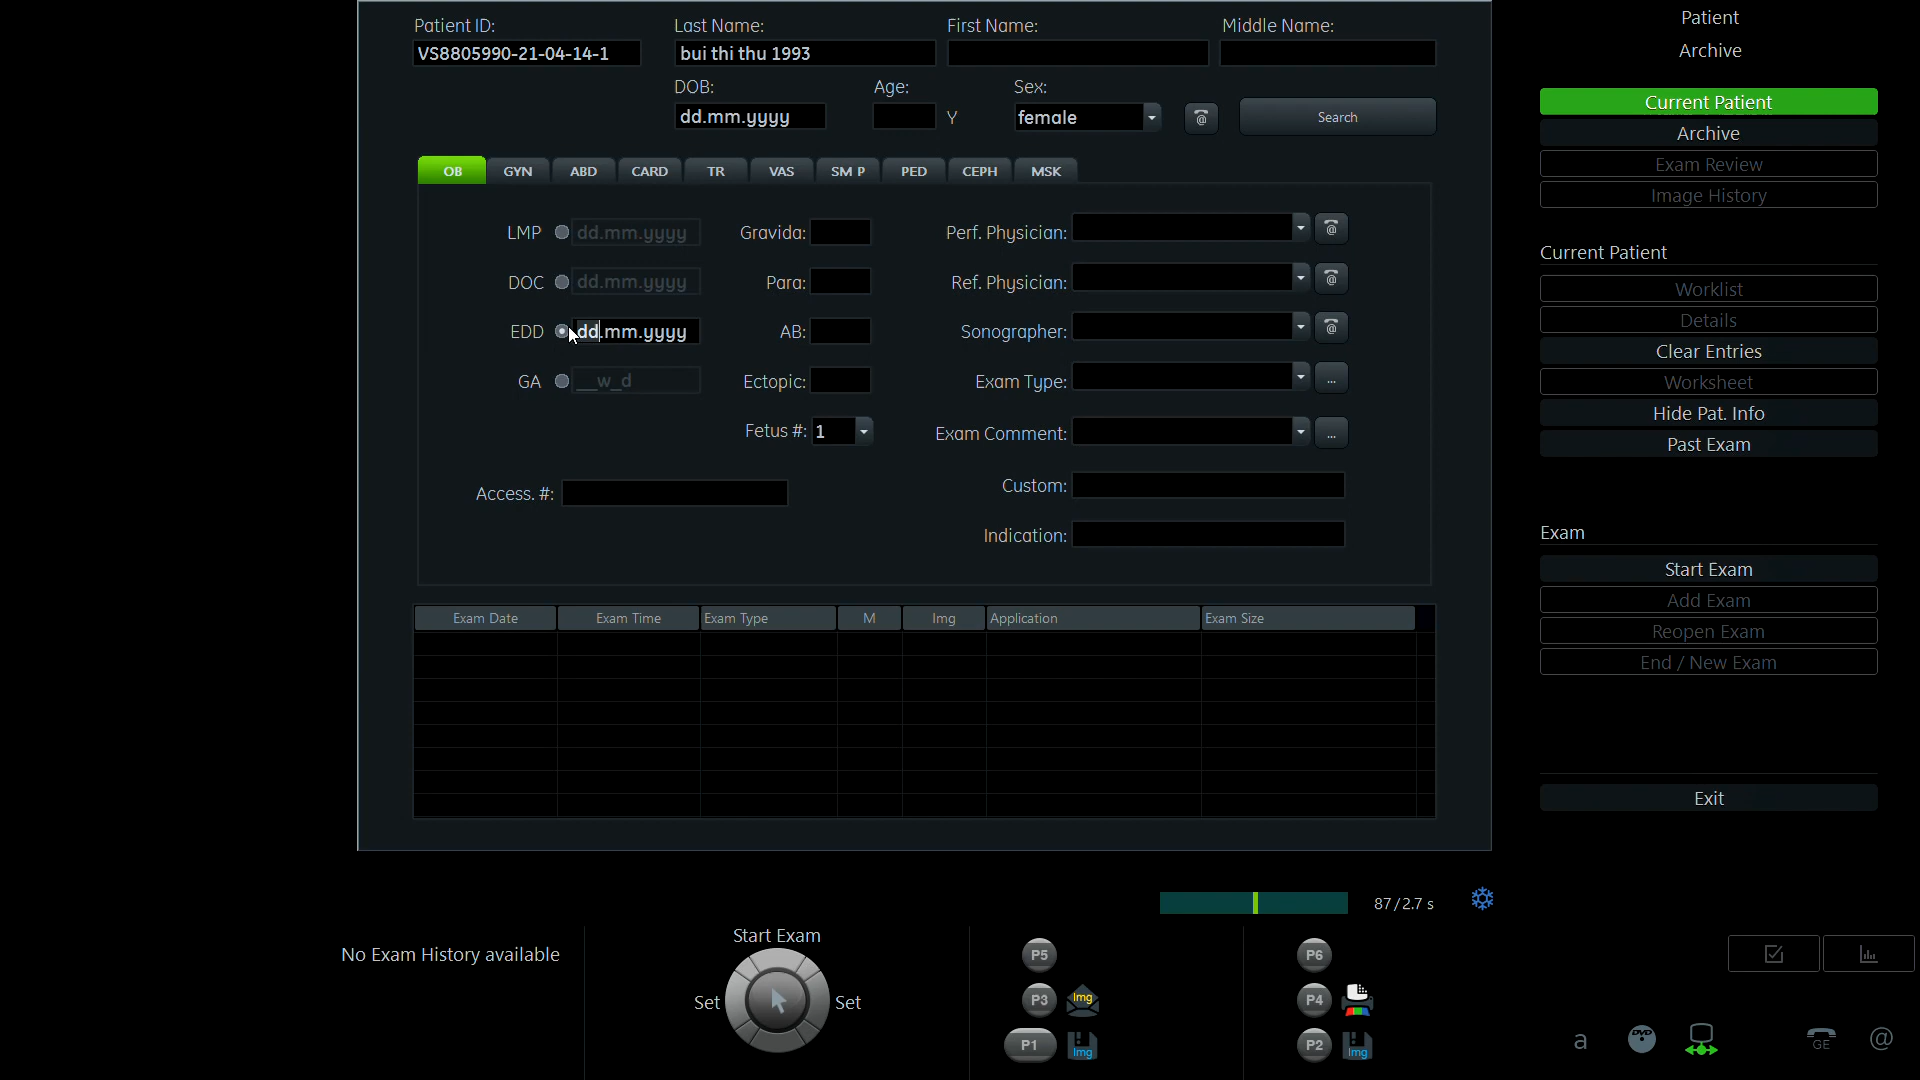 Patient ID: Last Name: First Name: Middle Name:
VS8805990-21-04-14-1 bui thi thu 1993
DOB: Age: Sex:
dd.mm.yyyy Y female Search
OB GYN ABD CARD TR VAS SM P PED CEPH MSK
LMP dd.mm.yyyy Gravida: Perf. Physician:
DOC dd.mm.yyyy Para: Ref. Physician:
EDD dd.mm.yyyy AB: Sonographer:
GA __w_d Ectopic: Exam Type: ...
Fetus #: 1 Exam Comment: ...
Access. #: Custom:
Indication:
Exam Date Exam Time Exam Type M Img Application Exam Size
87/2.7 s
No Exam History available
Start Exam
Set Set
P5
P3 Img
P1 Img
P6
P4
P2 Img
Patient
Archive
Current Patient
Archive
Exam Review
Image History
Current Patient
Worklist
Details
Clear Entries
Worksheet
Hide Pat. Info
Past Exam
Exam
Start Exam
Add Exam
Reopen Exam
End / New Exam
Exit
a DVD GE @